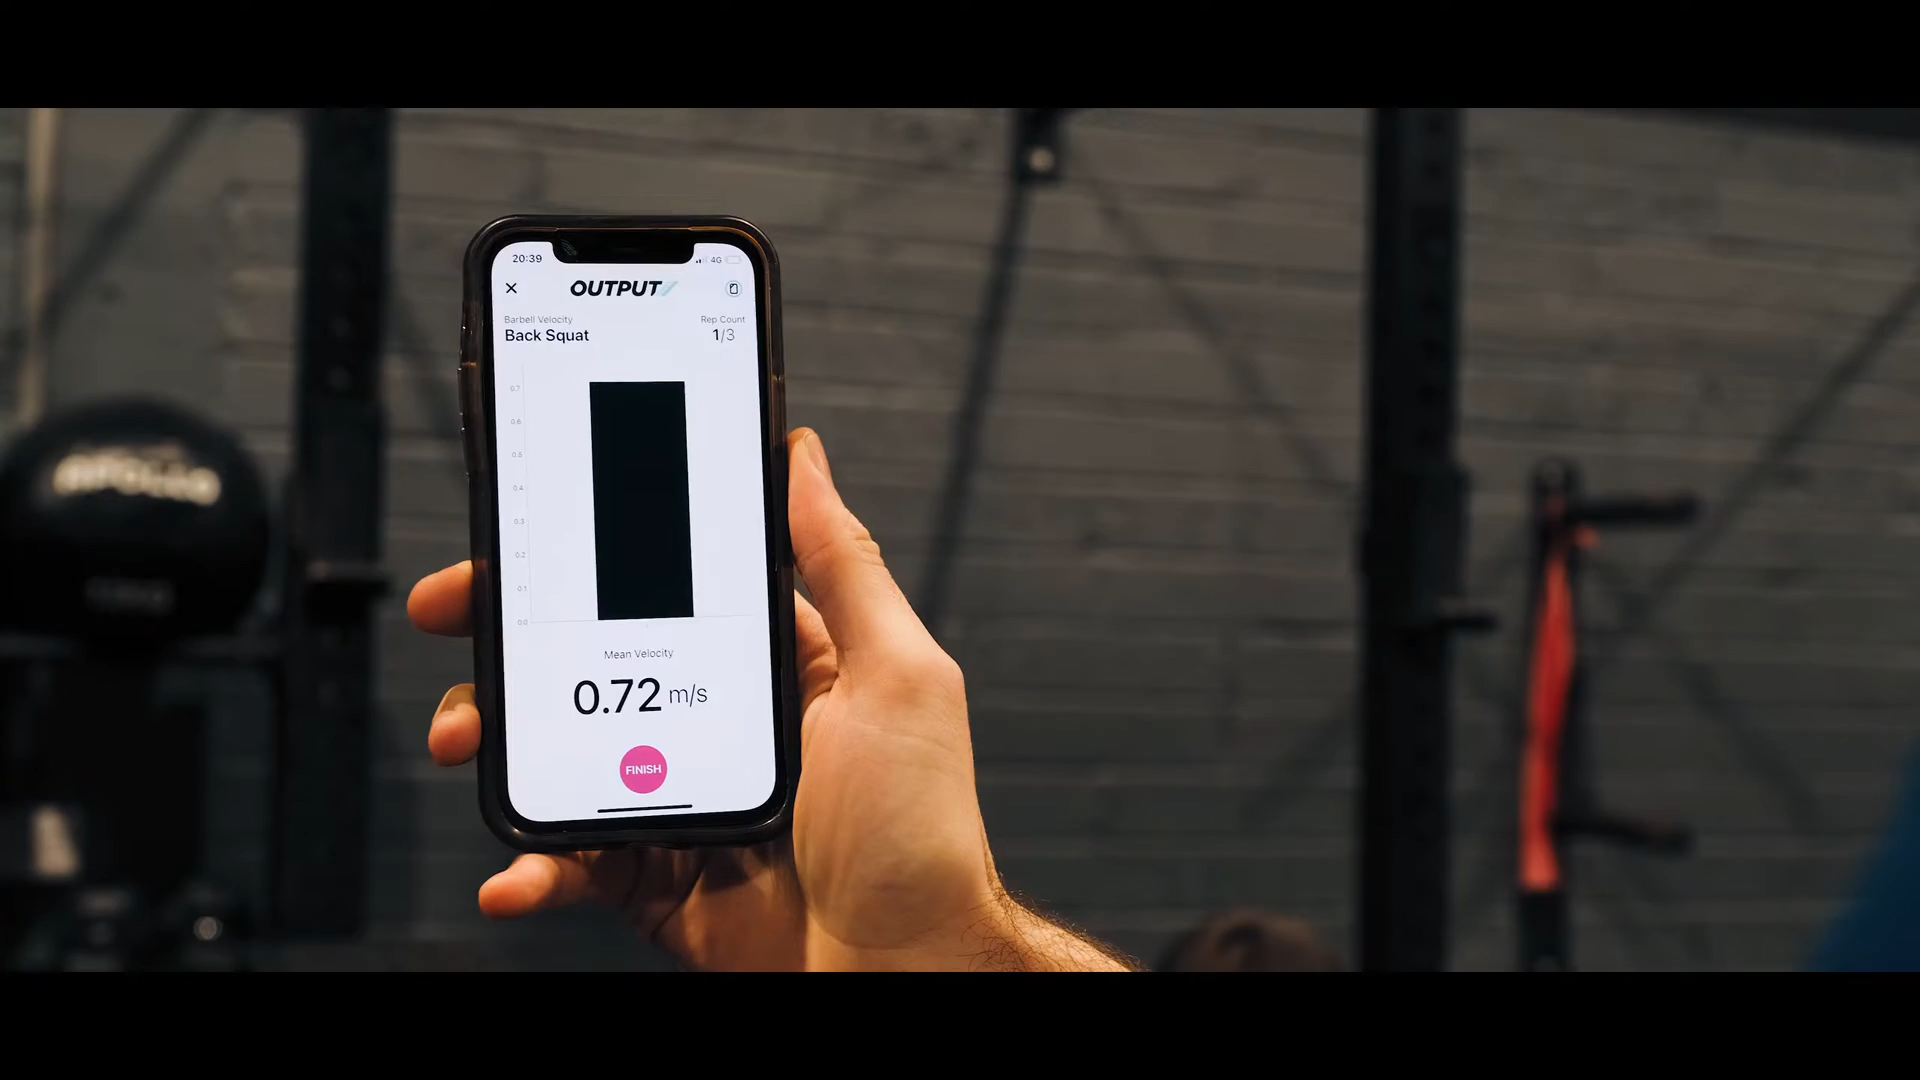 20:39
4G
OUTPUT
Barbell Velocity
Rep Count
Back Squat
1/3
0.7
0.6
0.5
0.4
0.3
0.2
0.1
0.0
Mean Velocity
0.72 m/s
FINISH
APOLLO